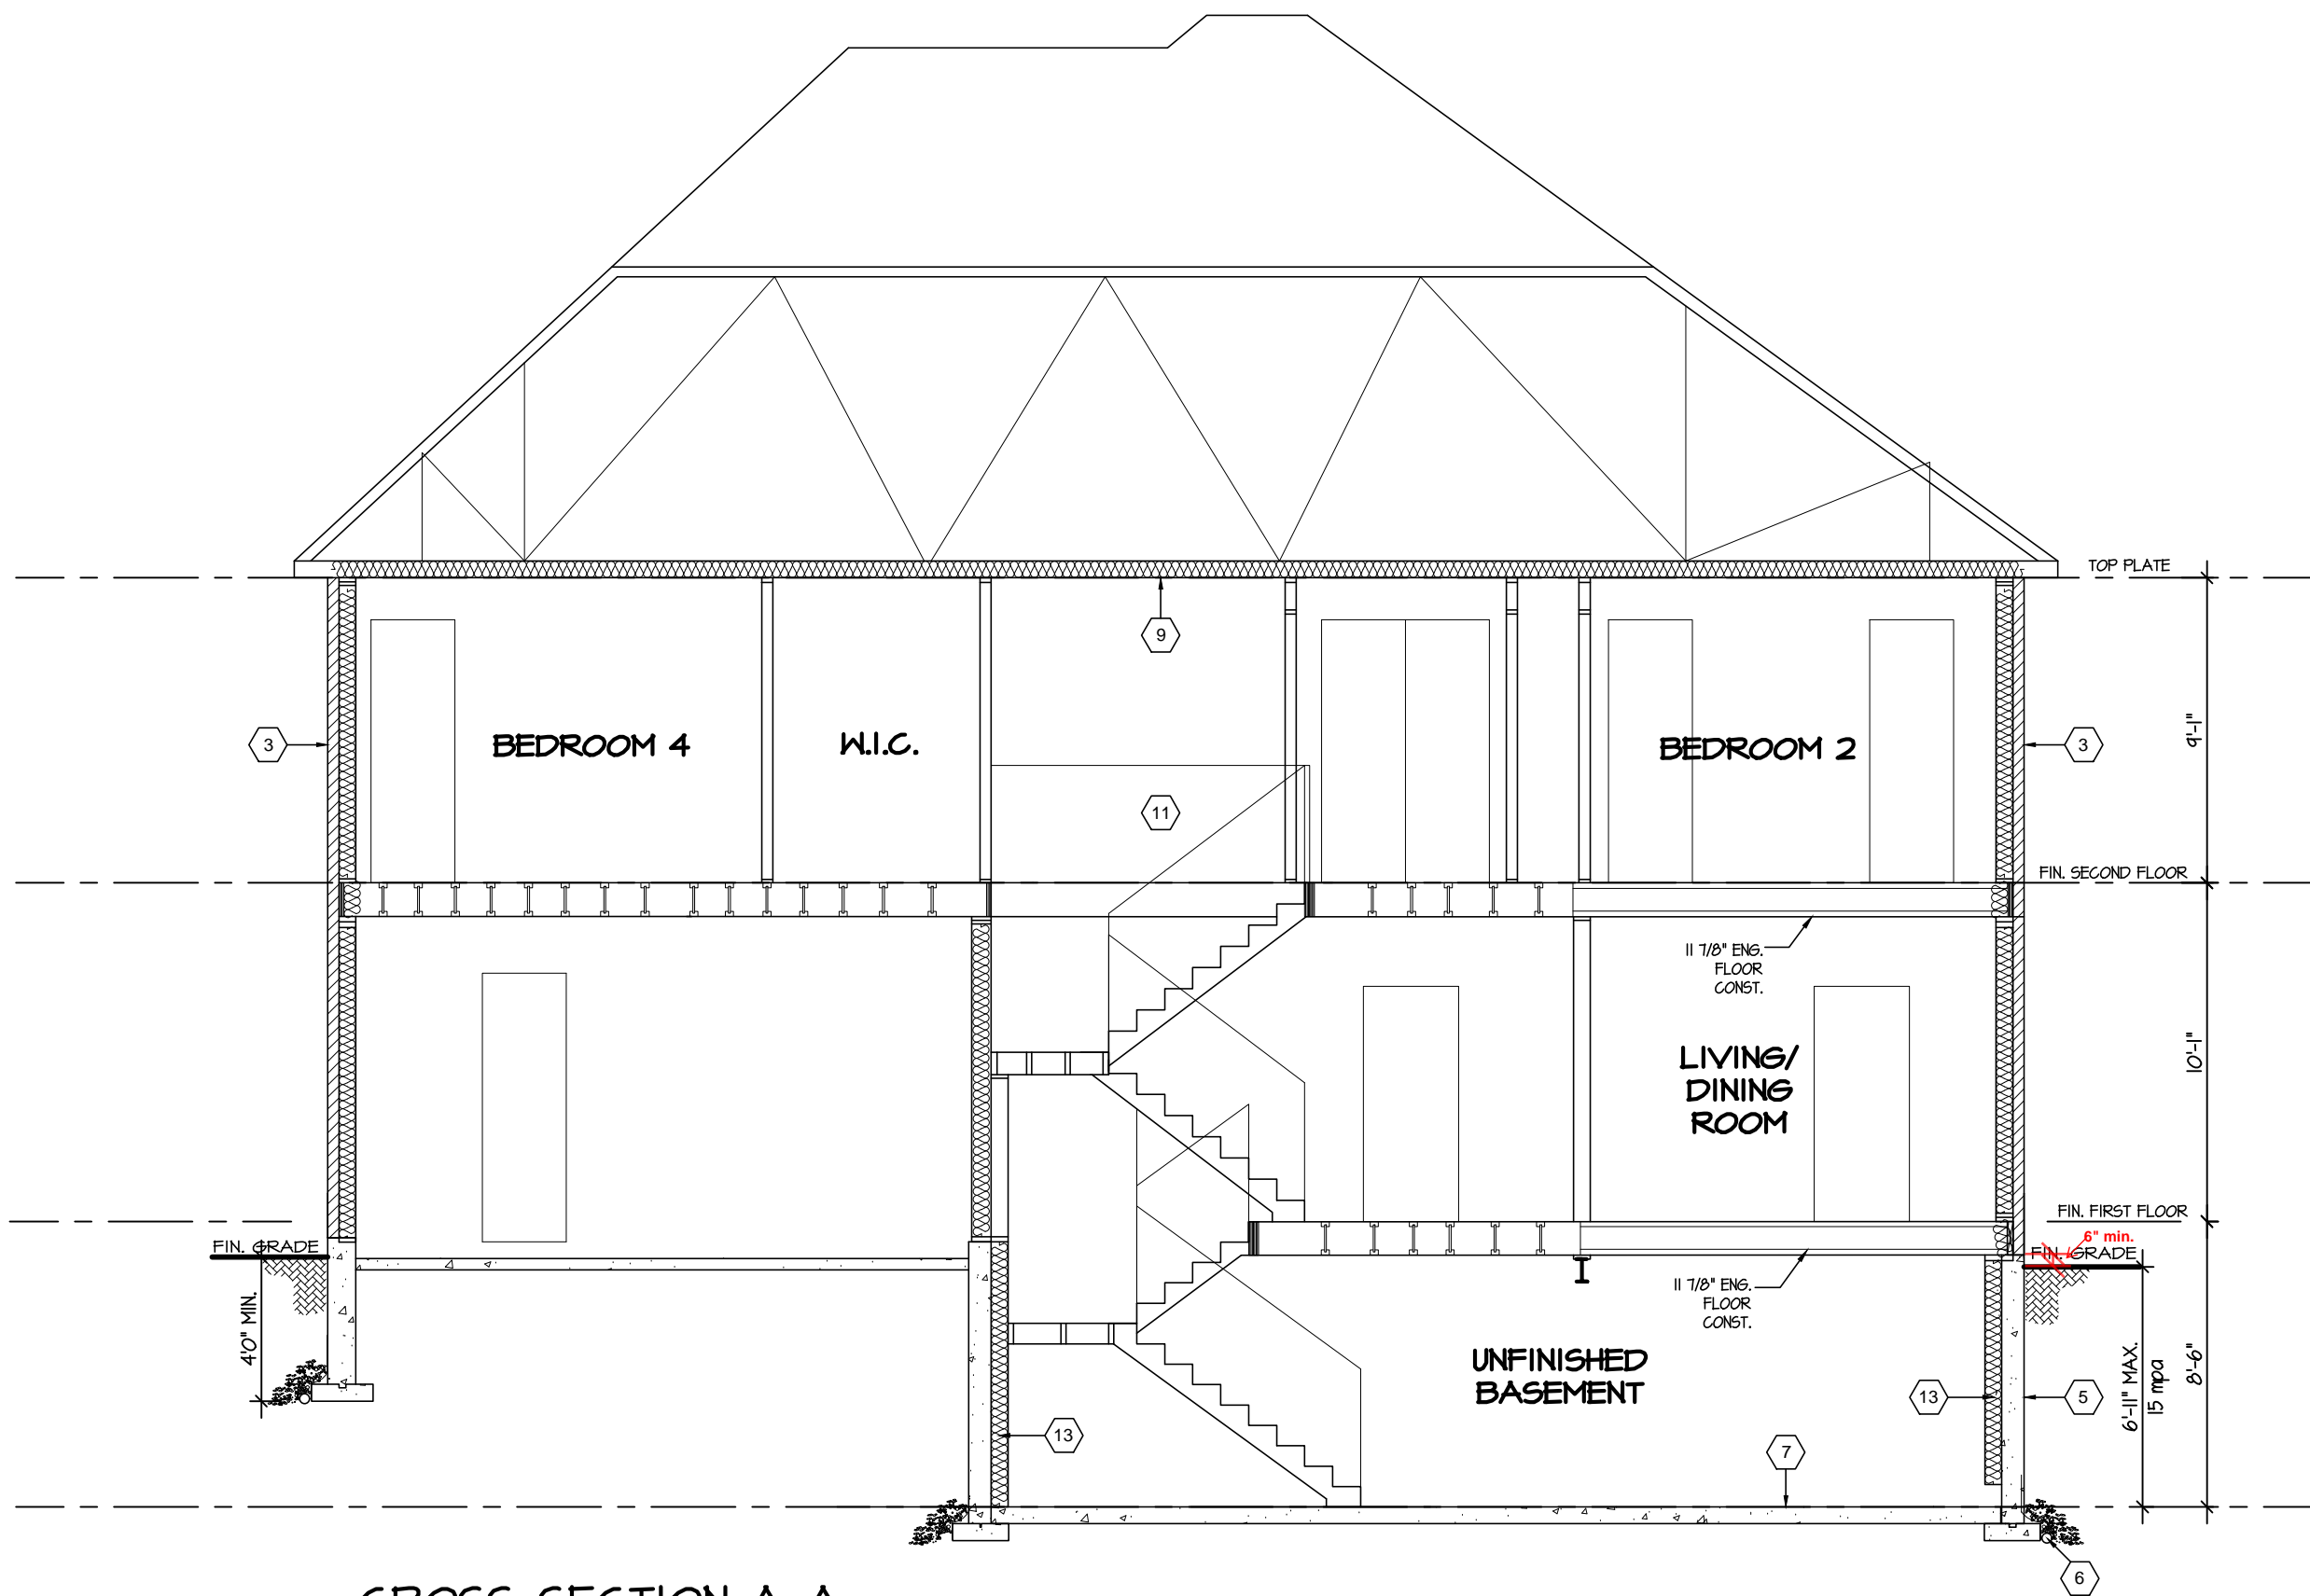 TOP PLATE
9
BEDROOM 4
W.I.C.
BEDROOM 2
3
3
9'-1"
11
FIN. SECOND FLOOR
11 7/8" ENG.
FLOOR
CONST.
LIVING/
DINING
ROOM
10'-1"
FIN. FIRST FLOOR
6" min.
FIN. GRADE
FIN. GRADE
11 7/8" ENG.
FLOOR
CONST.
4'0" MIN.
UNFINISHED
BASEMENT
13
5
6'-11" MAX.
15 mpa
8'-6"
13
7
6
CROSS SECTION A-A